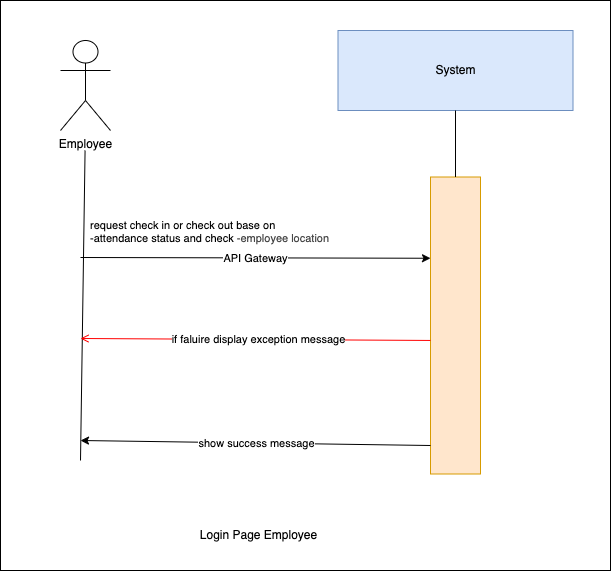 System
Employee
request check in or check out base on
-attendance status and check -employee location
API Gateway
if faluire display exception message
show success message
Login Page Employee